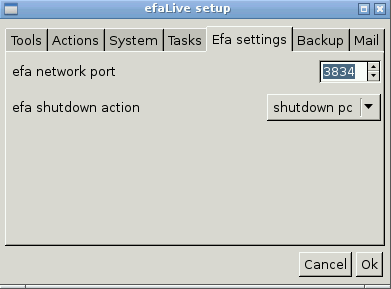 efaLive setup
Tools Actions System Tasks Efa settings Backup Mail
efa network port 3834
efa shutdown action shutdown pc
Cancel Ok